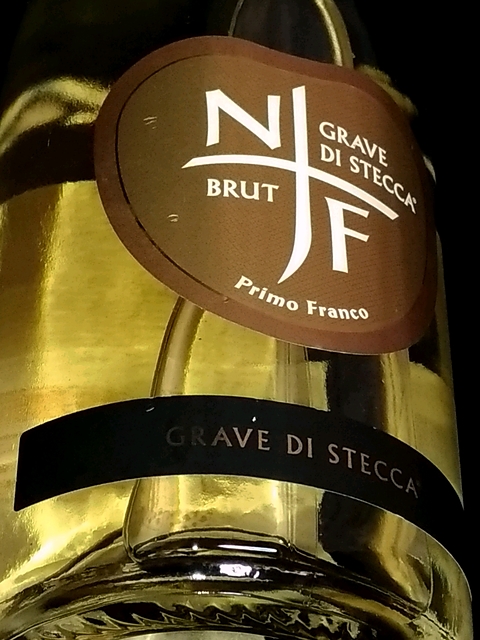 N
GRAVE
DI STECCA®
BRUT
F
Primo Franco
GRAVE DI STECCA®